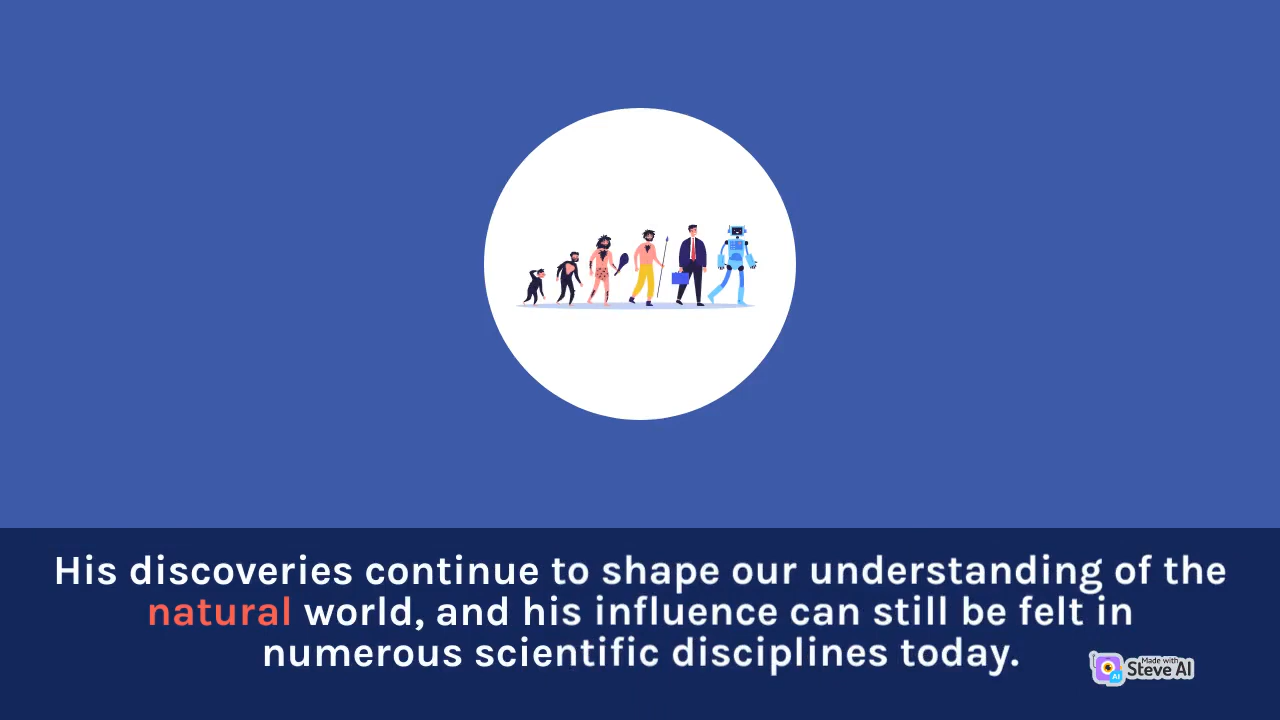 His discoveries continue to shape our understanding of the
natural world, and his influence can still be felt in
numerous scientific disciplines today.
Made with
Steve AI
AI